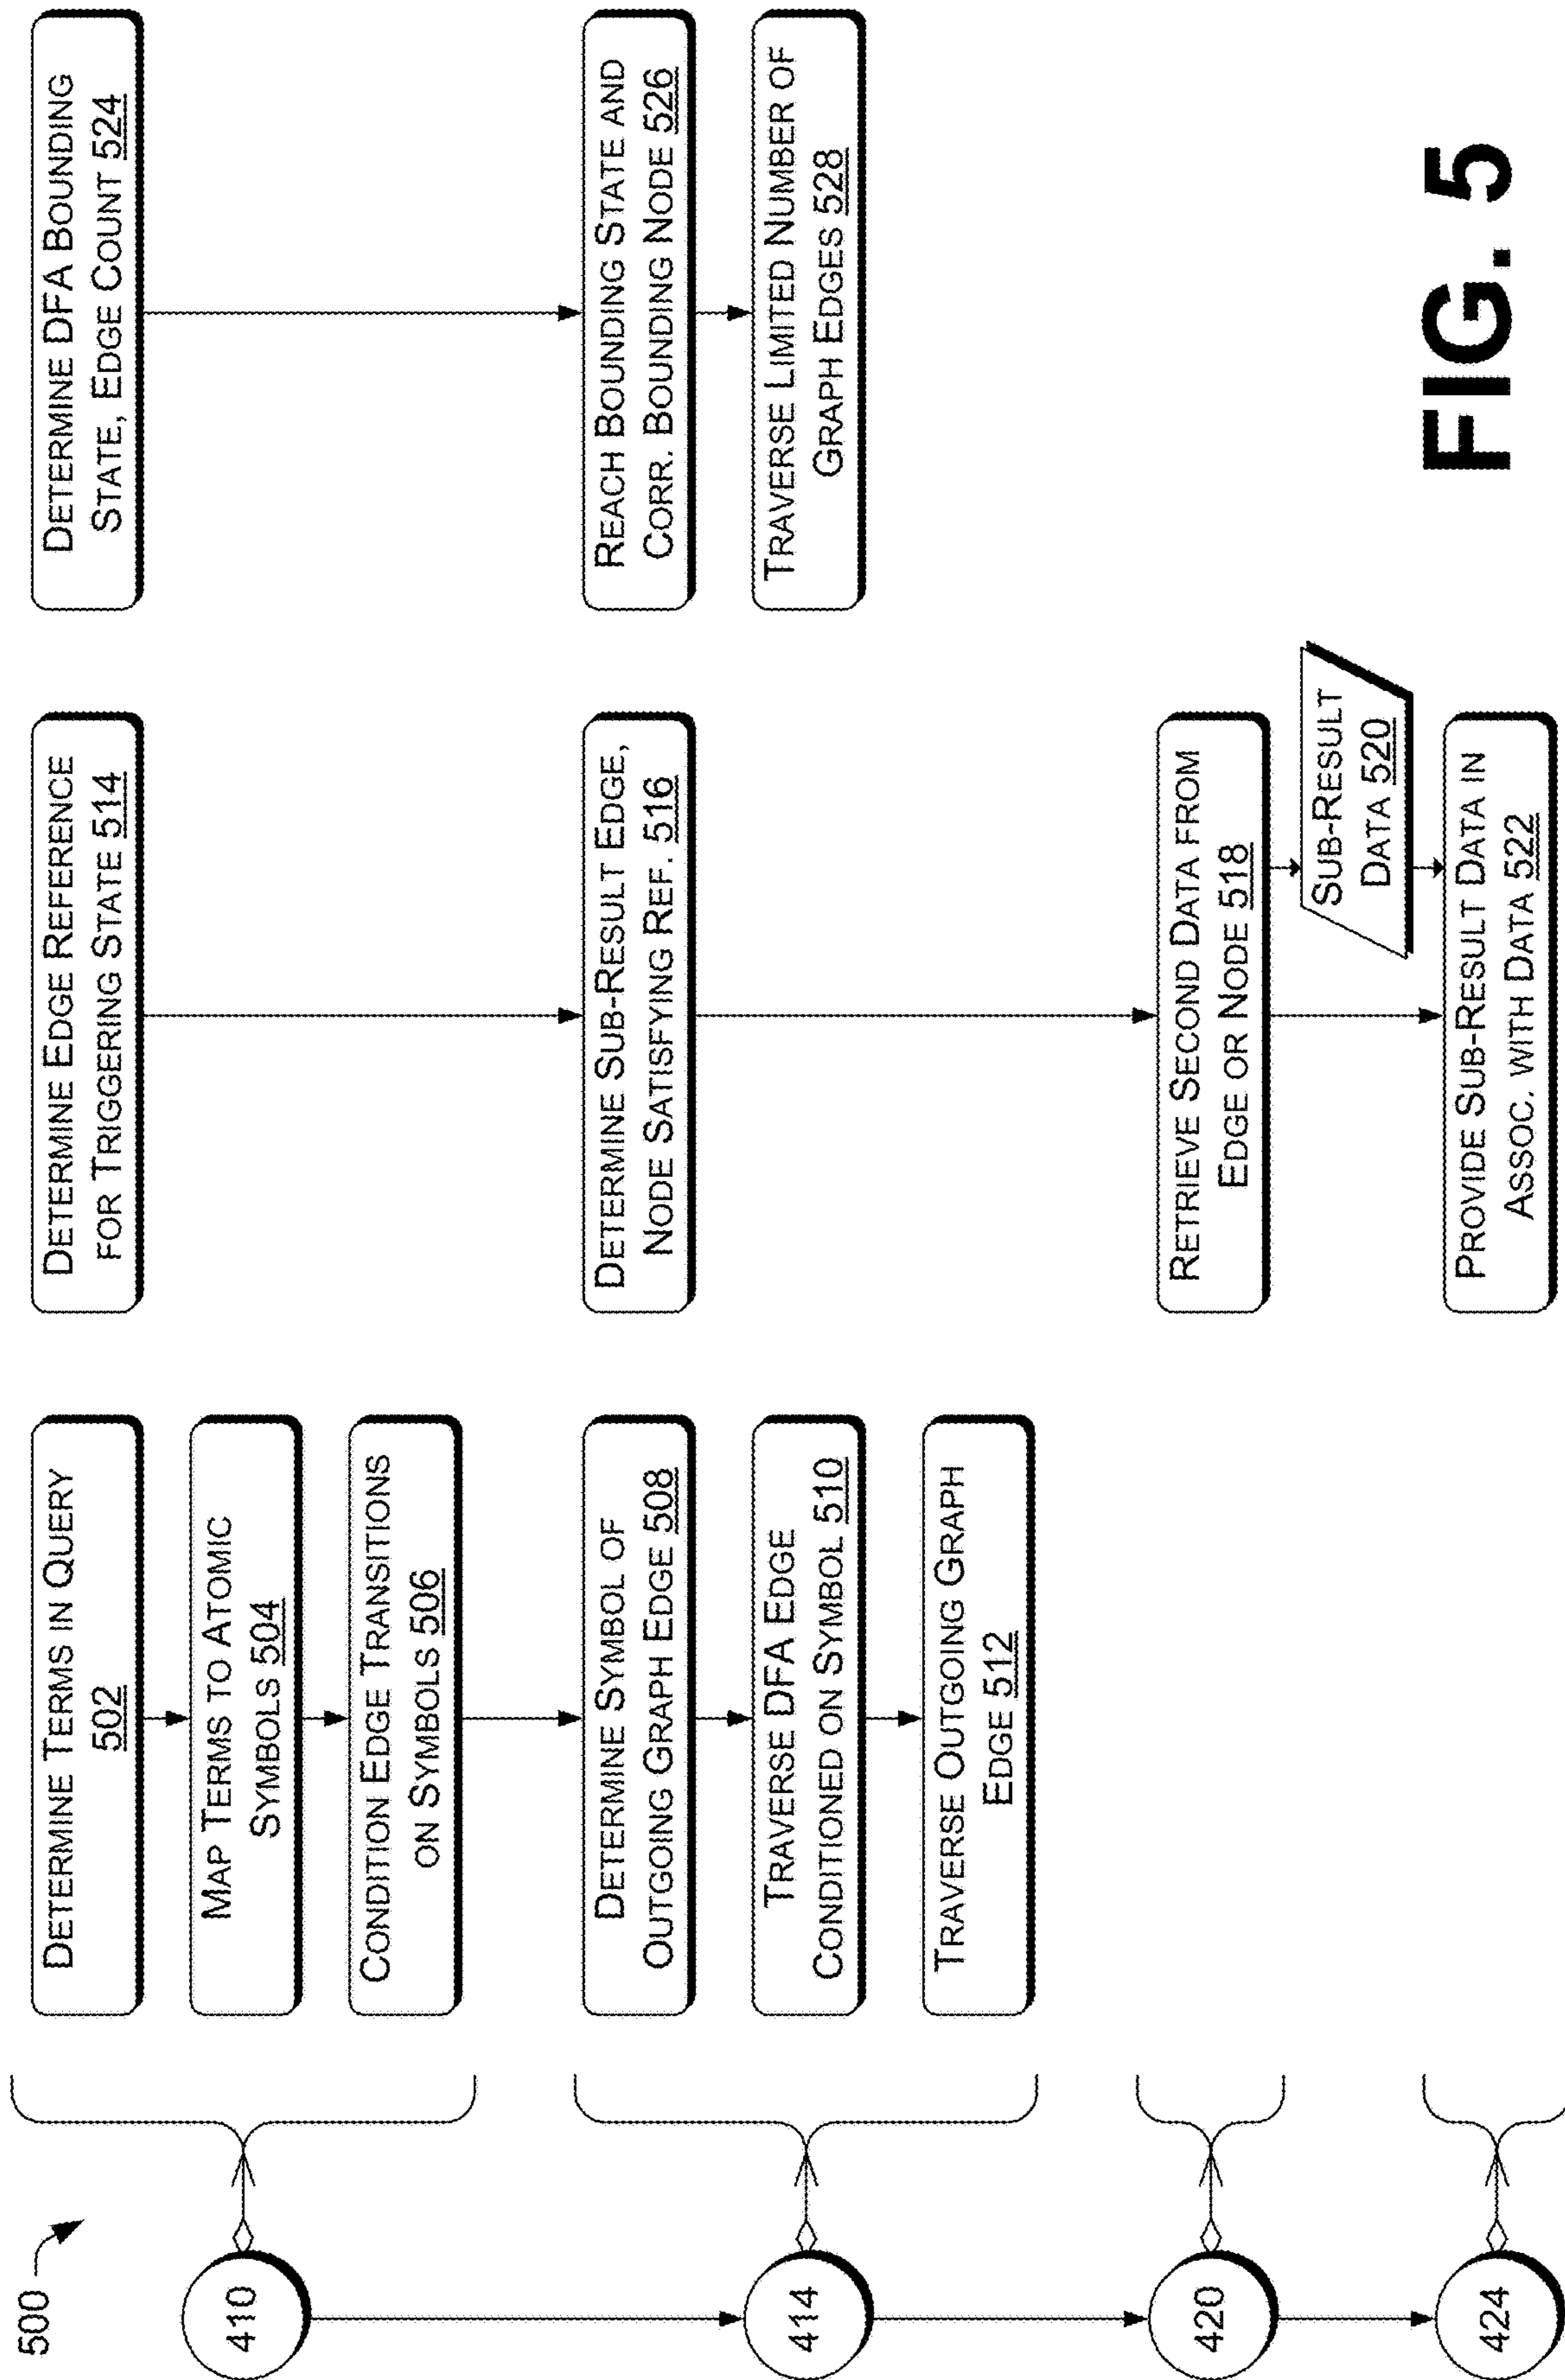 500
410
414
420
424
DETERMINE TERMS IN QUERY
502
MAP TERMS TO ATOMIC
SYMBOLS 504
CONDITION EDGE TRANSITIONS
ON SYMBOLS 506
DETERMINE SYMBOL OF
OUTGOING GRAPH EDGE 508
TRAVERSE DFA EDGE
CONDITIONED ON SYMBOL 510
TRAVERSE OUTGOING GRAPH
EDGE 512
DETERMINE EDGE REFERENCE
FOR TRIGGERING STATE 514
DETERMINE SUB-RESULT EDGE,
NODE SATISFYING REF. 516
RETRIEVE SECOND DATA FROM
EDGE OR NODE 518
SUB-RESULT
DATA 520
PROVIDE SUB-RESULT DATA IN
ASSOC. WITH DATA 522
DETERMINE DFA BOUNDING
STATE, EDGE COUNT 524
REACH BOUNDING STATE AND
CORR. BOUNDING NODE 526
TRAVERSE LIMITED NUMBER OF
GRAPH EDGES 528
FIG. 5